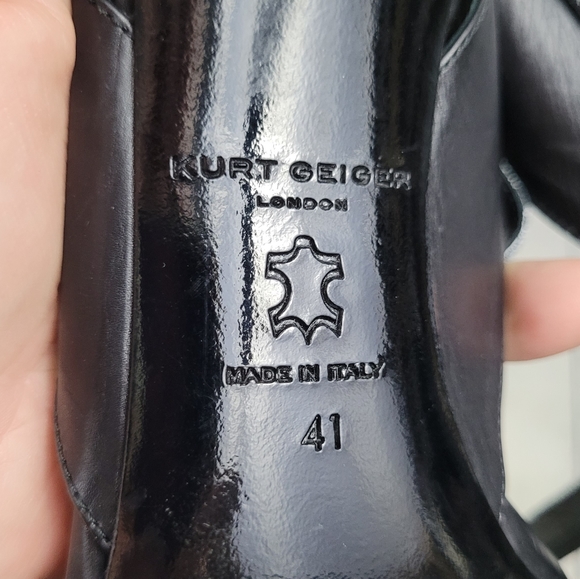 KURT GEIGER
LONDON
MADE IN ITALY
41